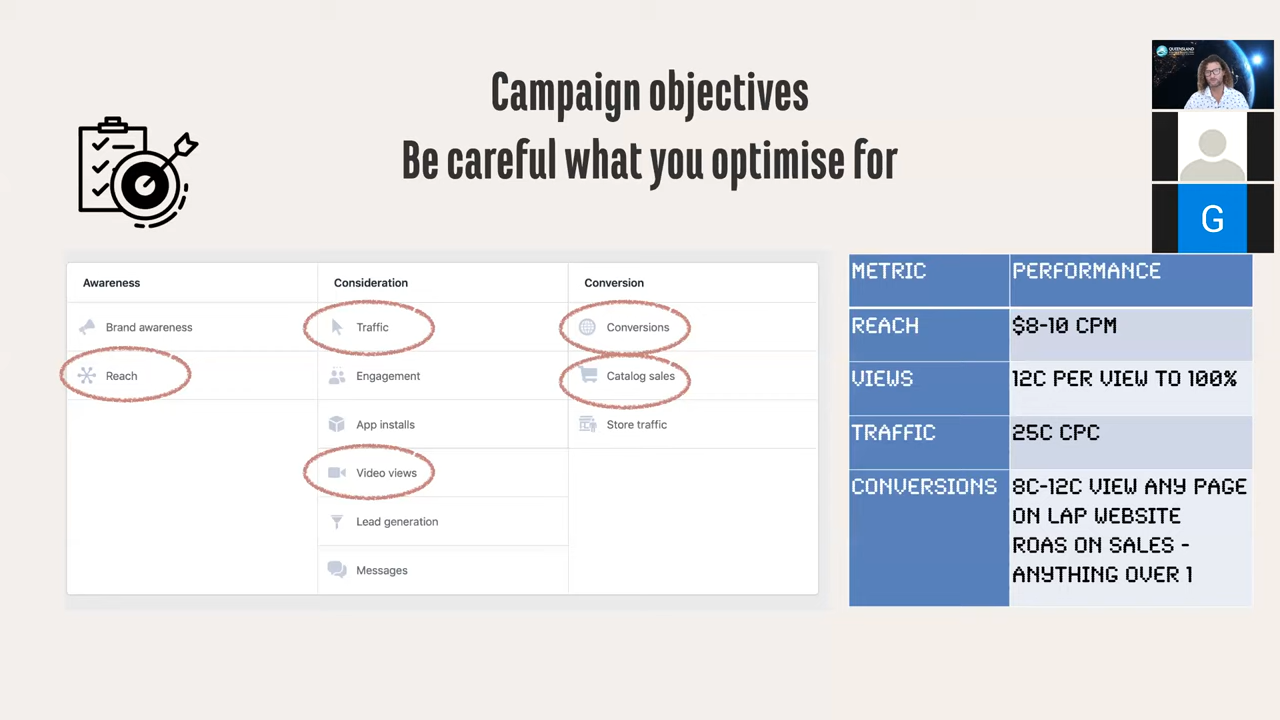 Campaign objectives
Be careful what you optimise for
QUEENSLAND
G
Awareness
Consideration
Conversion
Brand awareness
Traffic
Conversions
Reach
Engagement
Catalog sales
App installs
Store traffic
Video views
Lead generation
Messages
METRIC
PERFORMANCE
REACH
$8-10 CPM
VIEWS
12C PER VIEW TO 100%
TRAFFIC
25C CPC
CONVERSIONS
8C-12C VIEW ANY PAGE
ON LAP WEBSITE
ROAS ON SALES -
ANYTHING OVER 1